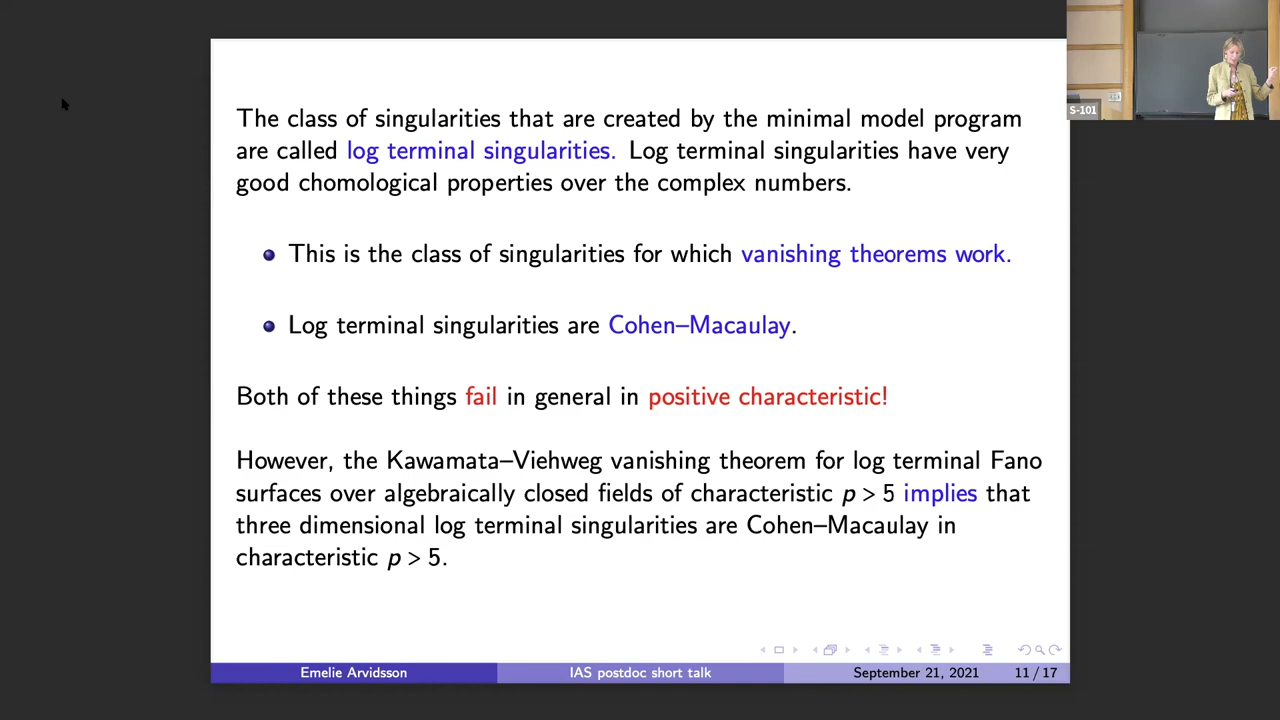 The class of singularities that are created by the minimal model program
are called log terminal singularities. Log terminal singularities have very
good chomological properties over the complex numbers.
This is the class of singularities for which vanishing theorems work.
Log terminal singularities are Cohen–Macaulay.
Both of these things fail in general in positive characteristic!
However, the Kawamata–Viehweg vanishing theorem for log terminal Fano
surfaces over algebraically closed fields of characteristic p > 5 implies that
three dimensional log terminal singularities are Cohen–Macaulay in
characteristic p > 5.
Emelie Arvidsson IAS postdoc short talk September 21, 2021 11 / 17
S-101